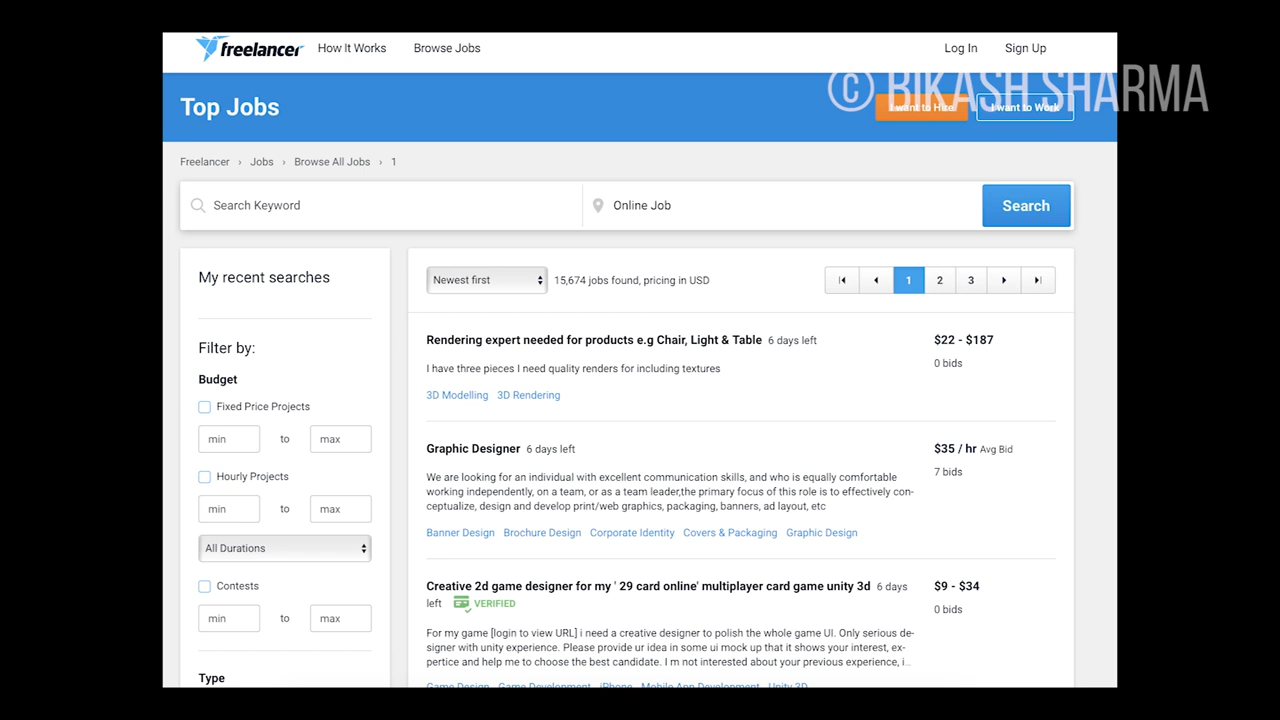 freelancer How It Works Browse Jobs Log In Sign Up
© BIKASH SHARMA
Top Jobs I want to Hire I want to Work
Freelancer › Jobs › Browse All Jobs › 1
Search Keyword Online Job Search
My recent searches
Filter by:
Budget
Fixed Price Projects
min to max
Hourly Projects
min to max
All Durations
Contests
min to max
Type
Newest first 15,674 jobs found, pricing in USD 1 2 3
Rendering expert needed for products e.g Chair, Light & Table 6 days left $22 - $187
0 bids
I have three pieces I need quality renders for including textures
3D Modelling 3D Rendering
Graphic Designer 6 days left $35 / hr Avg Bid
7 bids
We are looking for an individual with excellent communication skills, and who is equally comfortable
working independently, on a team, or as a team leader,the primary focus of this role is to effectively con-
ceptualize, design and develop print/web graphics, packaging, banners, ad layout, etc
Banner Design Brochure Design Corporate Identity Covers & Packaging Graphic Design
Creative 2d game designer for my ' 29 card online' multiplayer card game unity 3d 6 days $9 - $34
left VERIFIED 0 bids
For my game [login to view URL] i need a creative designer to polish the whole game UI. Only serious de-
signer with unity experience. Please provide ur idea in some ui mock up that it shows your interest, ex-
pertice and help me to choose the best candidate. I m not interested about your previous experience, i...
Game Design Game Development iPhone Mobile App Development Unity 3D